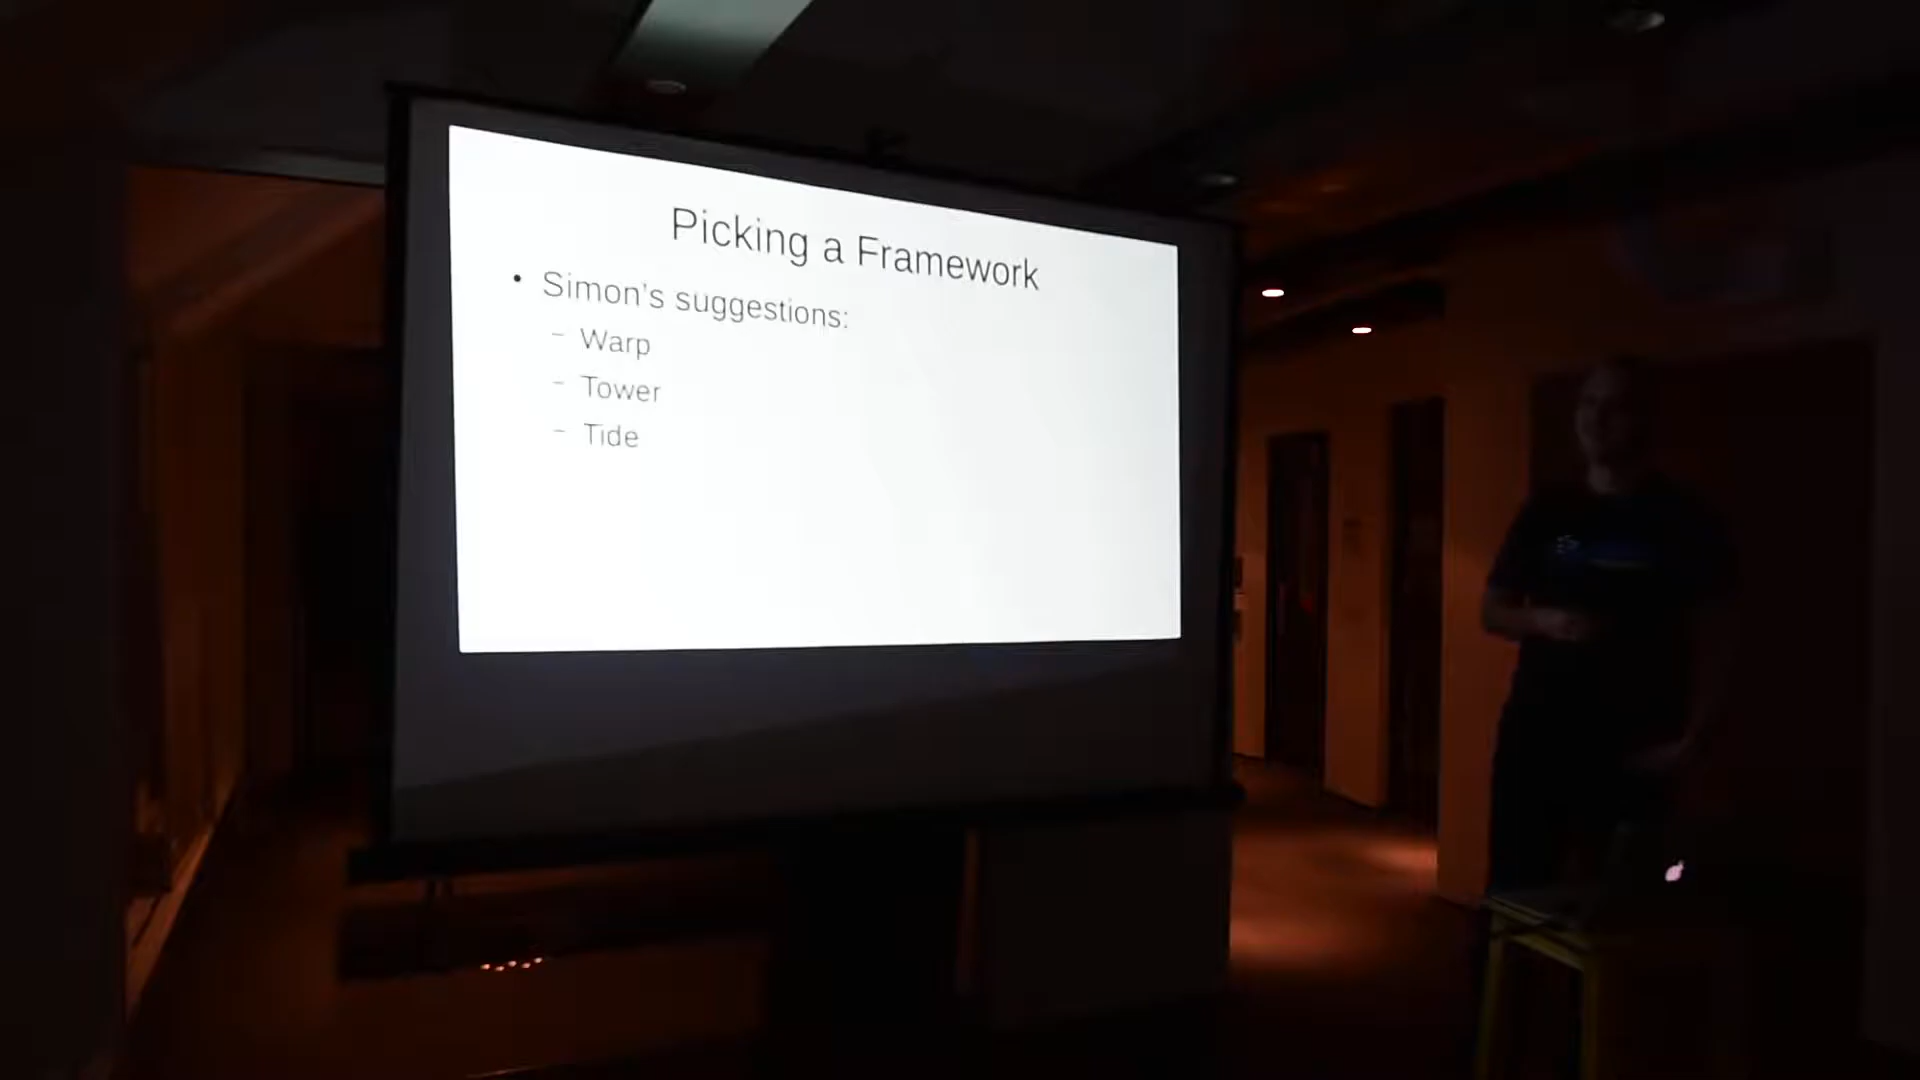 Picking a Framework
• Simon's suggestions:
– Warp
– Tower
– Tide